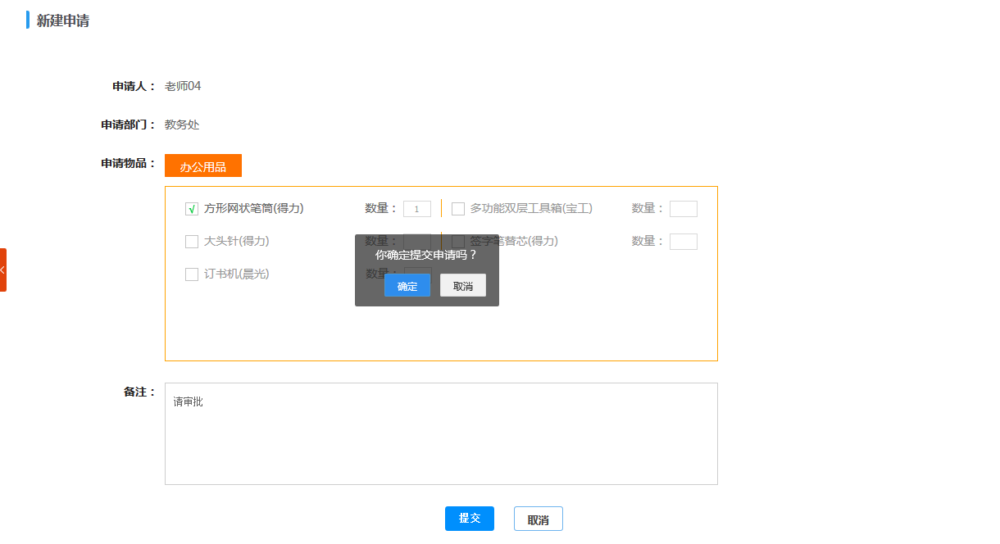 新建申请
申请人： 老师04
申请部门： 教务处
申请物品： 办公用品
√ 方形网状笔筒(得力) 数量： 1 多功能双层工具箱(宝工) 数量：
大头针(得力) 数量： 签字笔替芯(得力) 数量：
你确定提交申请吗？
订书机(晨光) 数量：
确定 取消
备注： 请审批
提交 取消